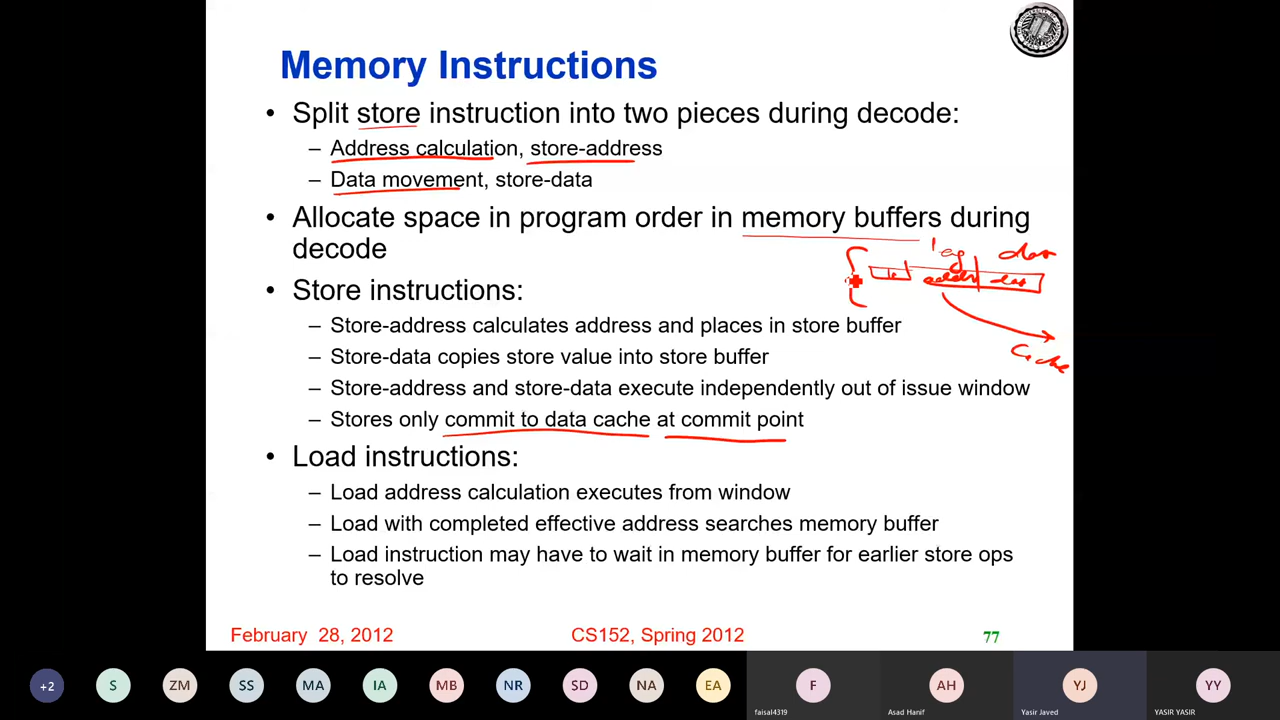 Memory Instructions
• Split store instruction into two pieces during decode:
– Address calculation, store-address
– Data movement, store-data
• Allocate space in program order in memory buffers during
decode
• Store instructions:
– Store-address calculates address and places in store buffer
– Store-data copies store value into store buffer
– Store-address and store-data execute independently out of issue window
– Stores only commit to data cache at commit point
Cache
• Load instructions:
– Load address calculation executes from window
– Load with completed effective address searches memory buffer
– Load instruction may have to wait in memory buffer for earlier store ops
to resolve
February 28, 2012 CS152, Spring 2012 77
+2 S ZM SS MA IA MB NR SD NA EA F AH YJ YY
faisal4319 Asad Hanif Yasir Javed YASIR YASIR